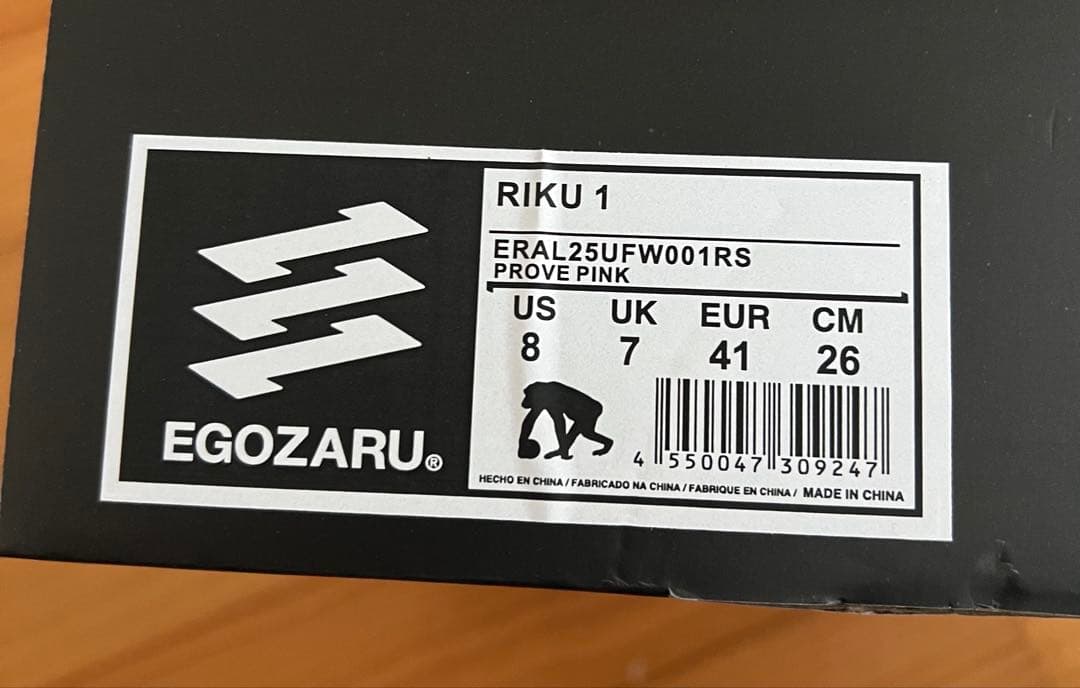 EGOZARU®
RIKU 1
ERAL25UFW001RS
PROVE PINK
US UK EUR CM
8 7 41 26
4 550047 309247
HECHO EN CHINA / FABRICADO NA CHINA / FABRIQUE EN CHINA / MADE IN CHINA